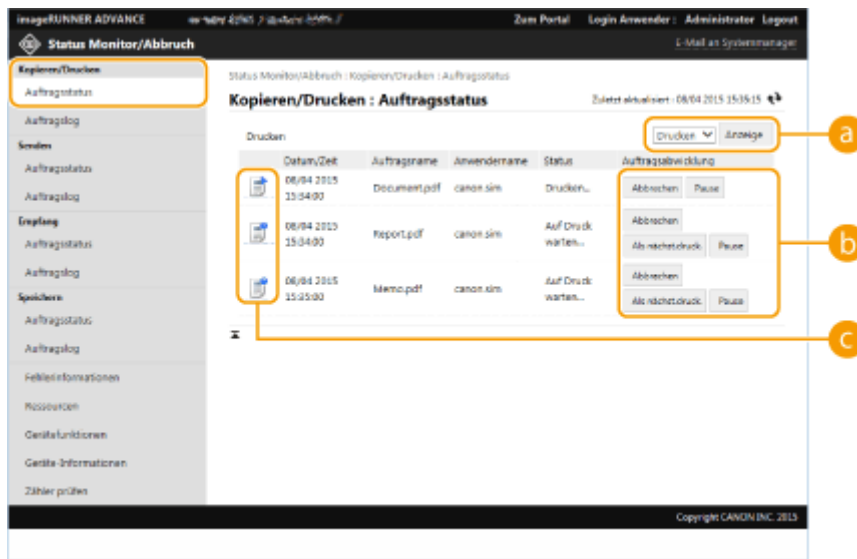 imageRUNNER ADVANCE
Zum Portal Login Anwender : Administrator Logout
Status Monitor/Abbruch
E-Mail an Systemmanager
Kopieren/Drucken
Auftragsstatus
Auftragslog
Senden
Auftragsstatus
Auftragslog
Empfang
Auftragsstatus
Auftragslog
Speichern
Auftragsstatus
Auftragslog
Fehlerinformationen
Ressourcen
Gerätefunktionen
Geräte-Informationen
Zähler prüfen
Status Monitor/Abbruch : Kopieren/Drucken : Auftragsstatus
Kopieren/Drucken : Auftragsstatus
Zuletzt aktualisiert : 08/04 2015 15:35:15
Drucken
Drucken Anzeige
a
Datum/Zeit Auftragsname Anwendername Status Auftragsabwicklung
08/04 2015
15:34:00
Document.pdf canon.sim Drucken...
Abbrechen Pause
08/04 2015
15:34:00
Report.pdf canon.sim
Auf Druck
warten...
Abbrechen
Als nächst.druck. Pause
b
08/04 2015
15:35:00
Memo.pdf canon.sim
Auf Druck
warten...
Abbrechen
Als nächst.druck. Pause
c
Copyright CANON INC. 2015